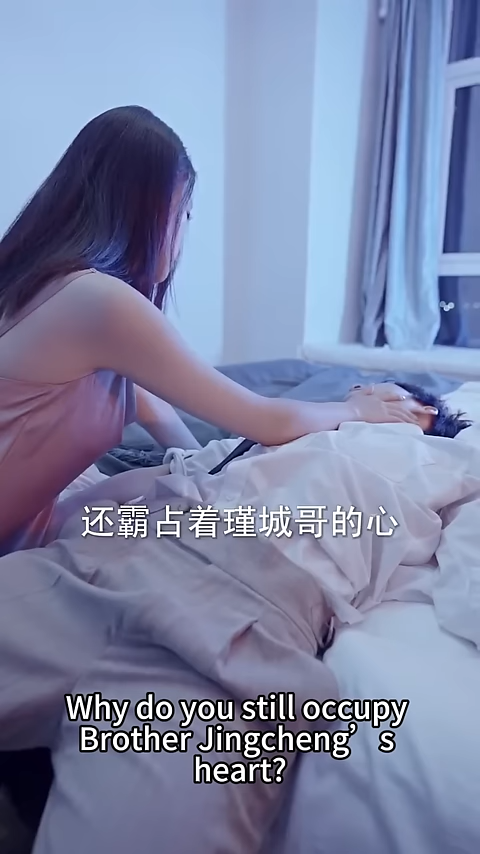 还霸占着瑾城哥的心
Why do you still occupy
Brother Jingcheng’s
heart?